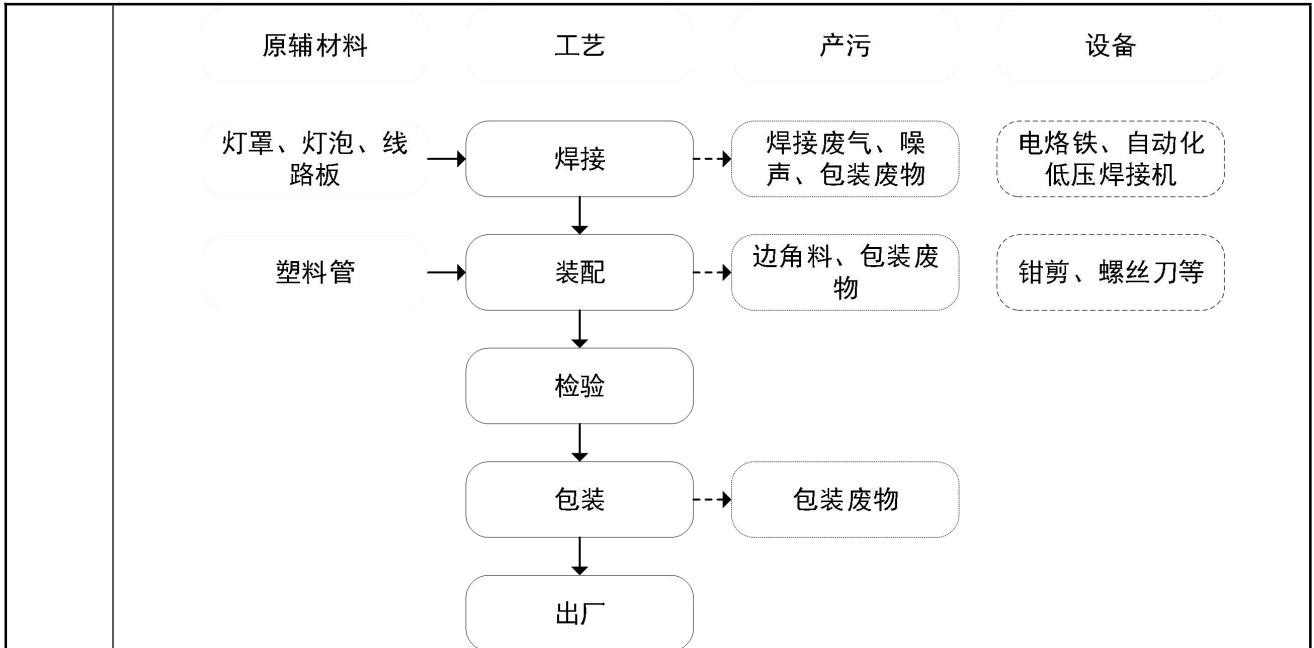 原辅材料
工艺
产污
设备
灯罩、灯泡、线
路板
焊接
焊接废气、噪
声、包装废物
电烙铁、自动化
低压焊接机
塑料管
装配
边角料、包装废
物
钳剪、螺丝刀等
检验
包装
包装废物
出厂